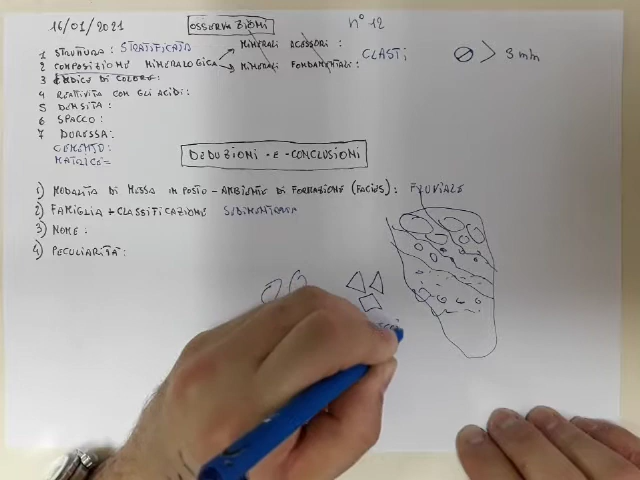 16/01/2021 OSSERVAZIONI n° 12
1 STRUTTURA: STRATIFICATA
2 COMPOSIZIONE MINERALOGICA MINERALI ACESSORI: CLASTI > 3 mm
MINERALI FONDAMENTALI:
3 INDICE DI COLORE:
4 REATTIVITÀ CON GLI ACIDI:
5 DENSITÀ:
6 SPACCO:
7 DUREZZA:
CEMENTO:
MATRICE=
DEDUZIONI - E - CONCLUSIONI
1) MODALITÀ DI MESSA IN POSTO - AMBIENTE DI FORMAZIONE (FACIES): FLUVIALE
2) FAMIGLIA + CLASSIFICAZIONE SEDIMENTARIA
3) NOME:
4) PECULIARITÀ: